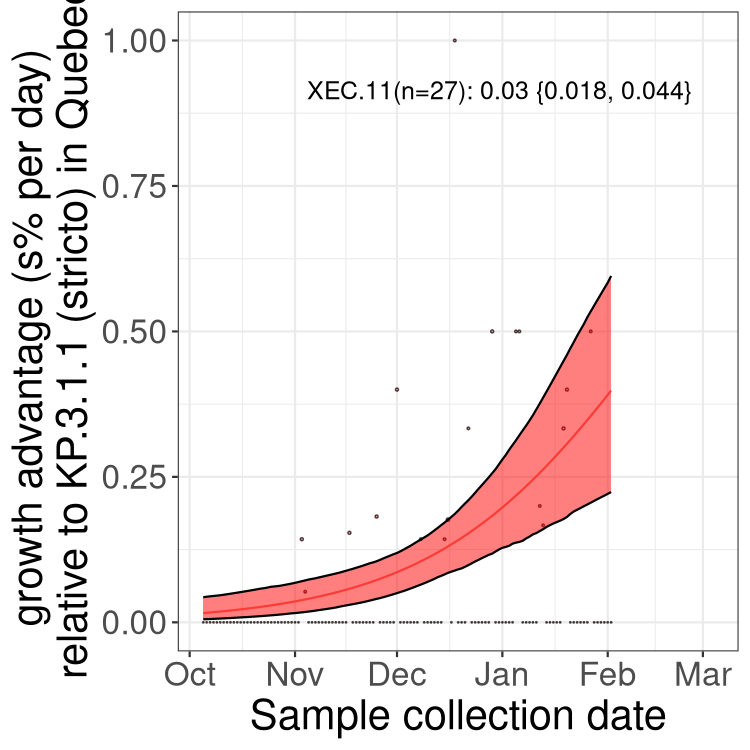 growth advantage (s% per day)
relative to KP.3.1.1 (stricto) in Quebec
1.00
0.75
0.50
0.25
0.00
XEC.11(n=27): 0.03 {0.018, 0.044}
Oct Nov Dec Jan Feb Mar
Sample collection date